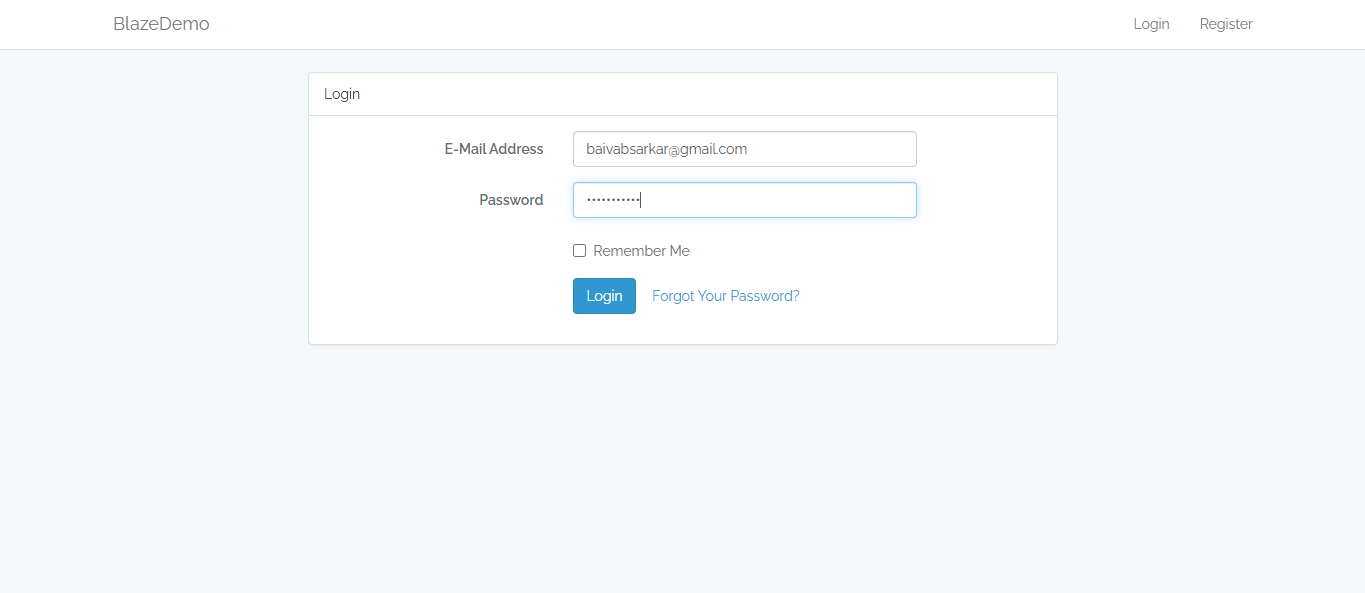 BlazeDemo Login Register
Login
E-Mail Address baivabsarkar@gmail.com
Password •••••••••••
Remember Me
Login Forgot Your Password?